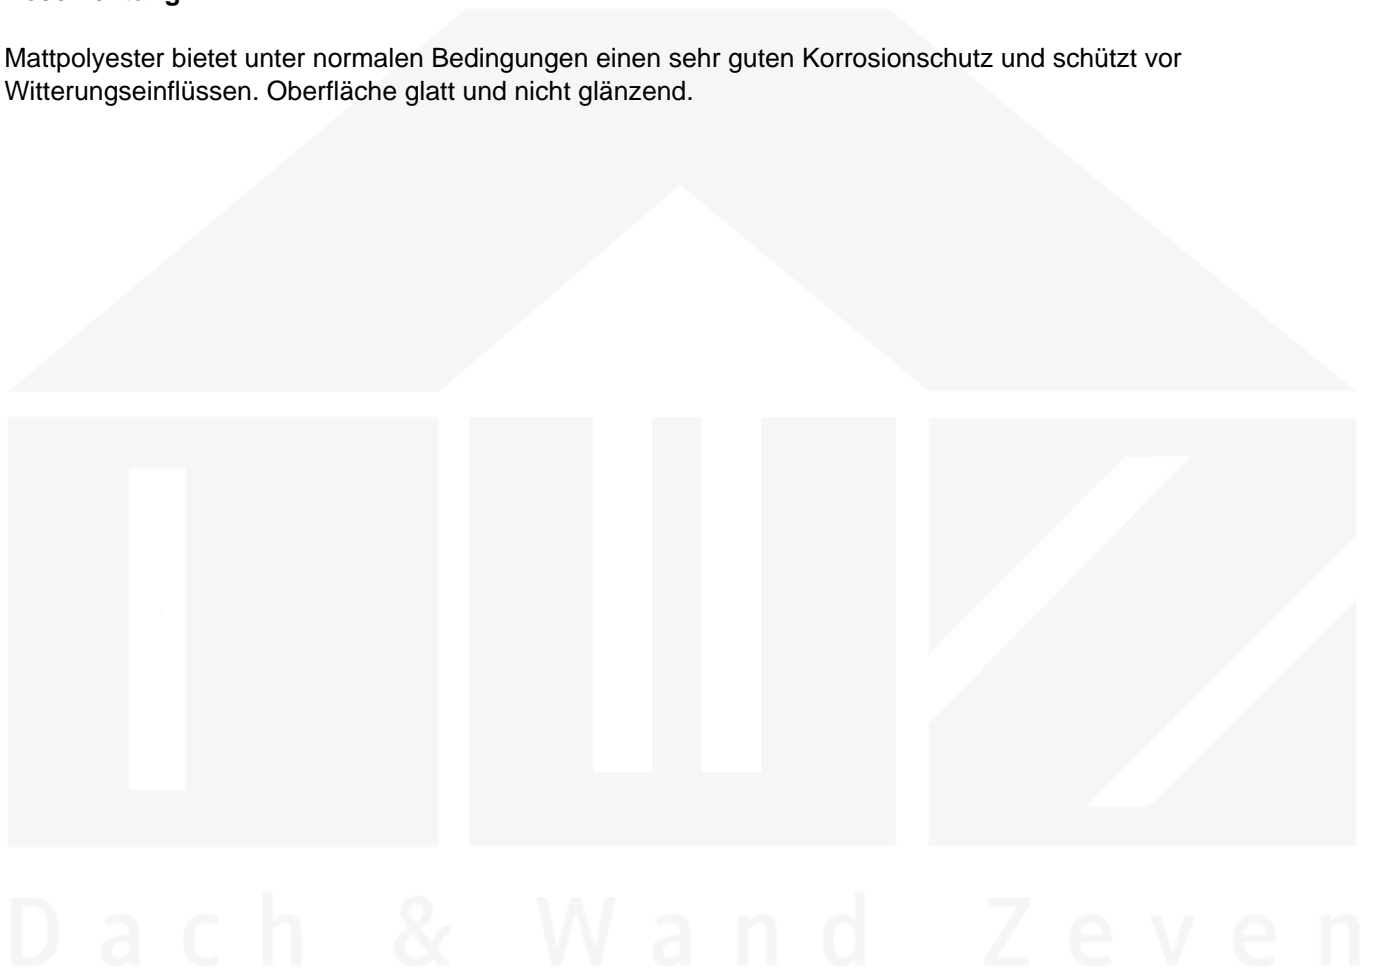 Mattpolyester bietet unter normalen Bedingungen einen sehr guten Korrosionschutz und schützt vor
Witterungseinflüssen. Oberfläche glatt und nicht glänzend.
Dach & Wand Zeven